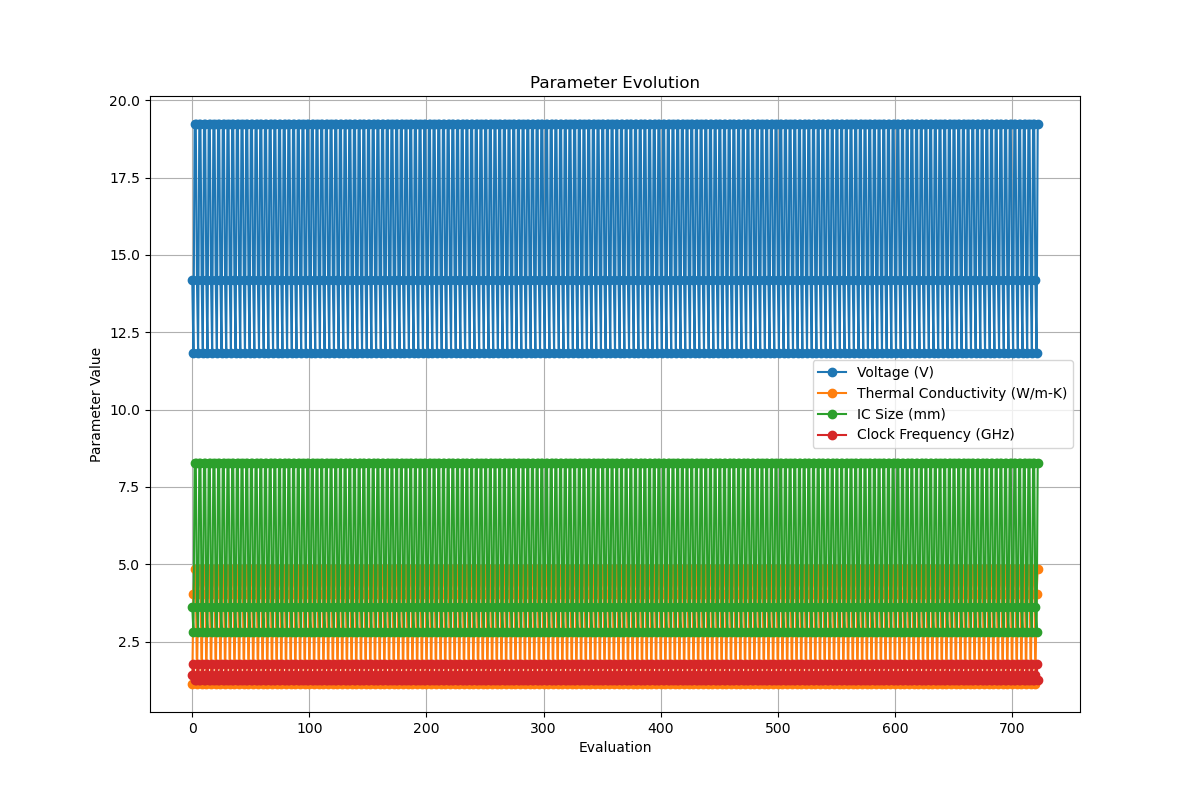 Parameter Evolution
20.0
17.5
15.0
12.5
10.0
7.5
5.0
2.5
Parameter Value
Voltage (V)
Thermal Conductivity (W/m-K)
IC Size (mm)
Clock Frequency (GHz)
0 100 200 300 400 500 600 700
Evaluation